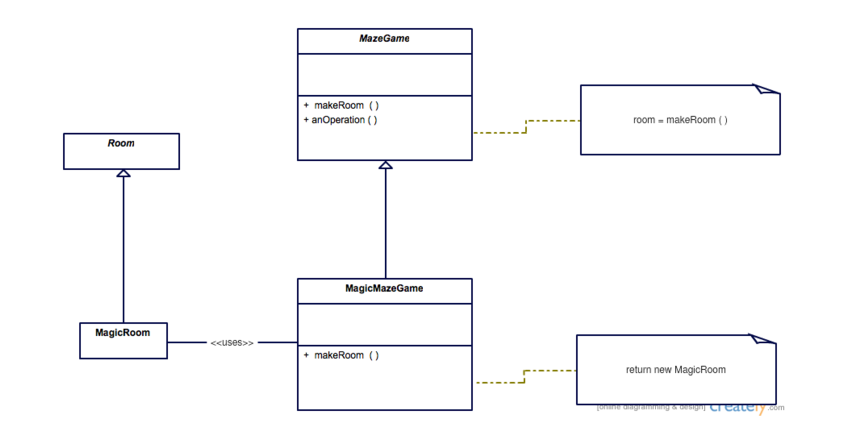 MazeGame
+ makeRoom ( )
+ anOperation ( )
room = makeRoom ( )
Room
MagicMazeGame
+ makeRoom ( )
MagicRoom
<<uses>>
return new MagicRoom
[online diagramming & design] creately.com